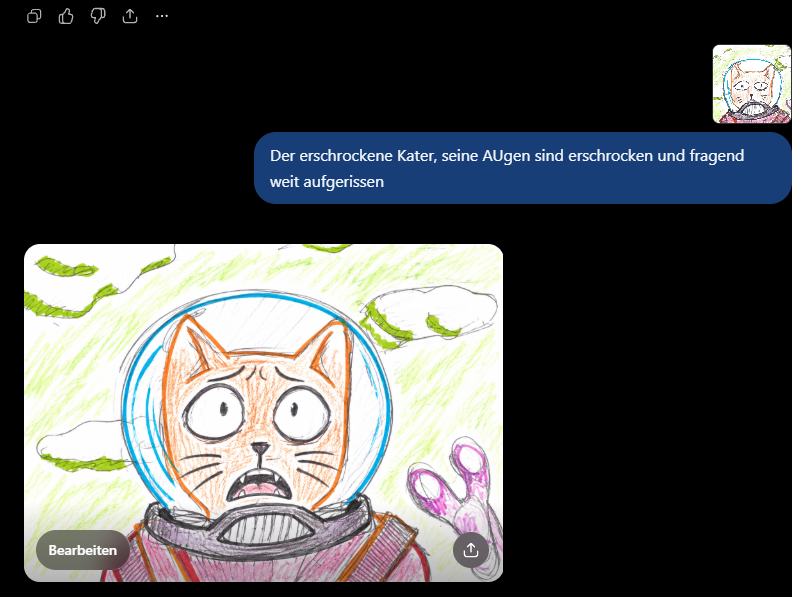 Der erschrockene Kater, seine AUgen sind erschrocken und fragend
weit aufgerissen
Bearbeiten